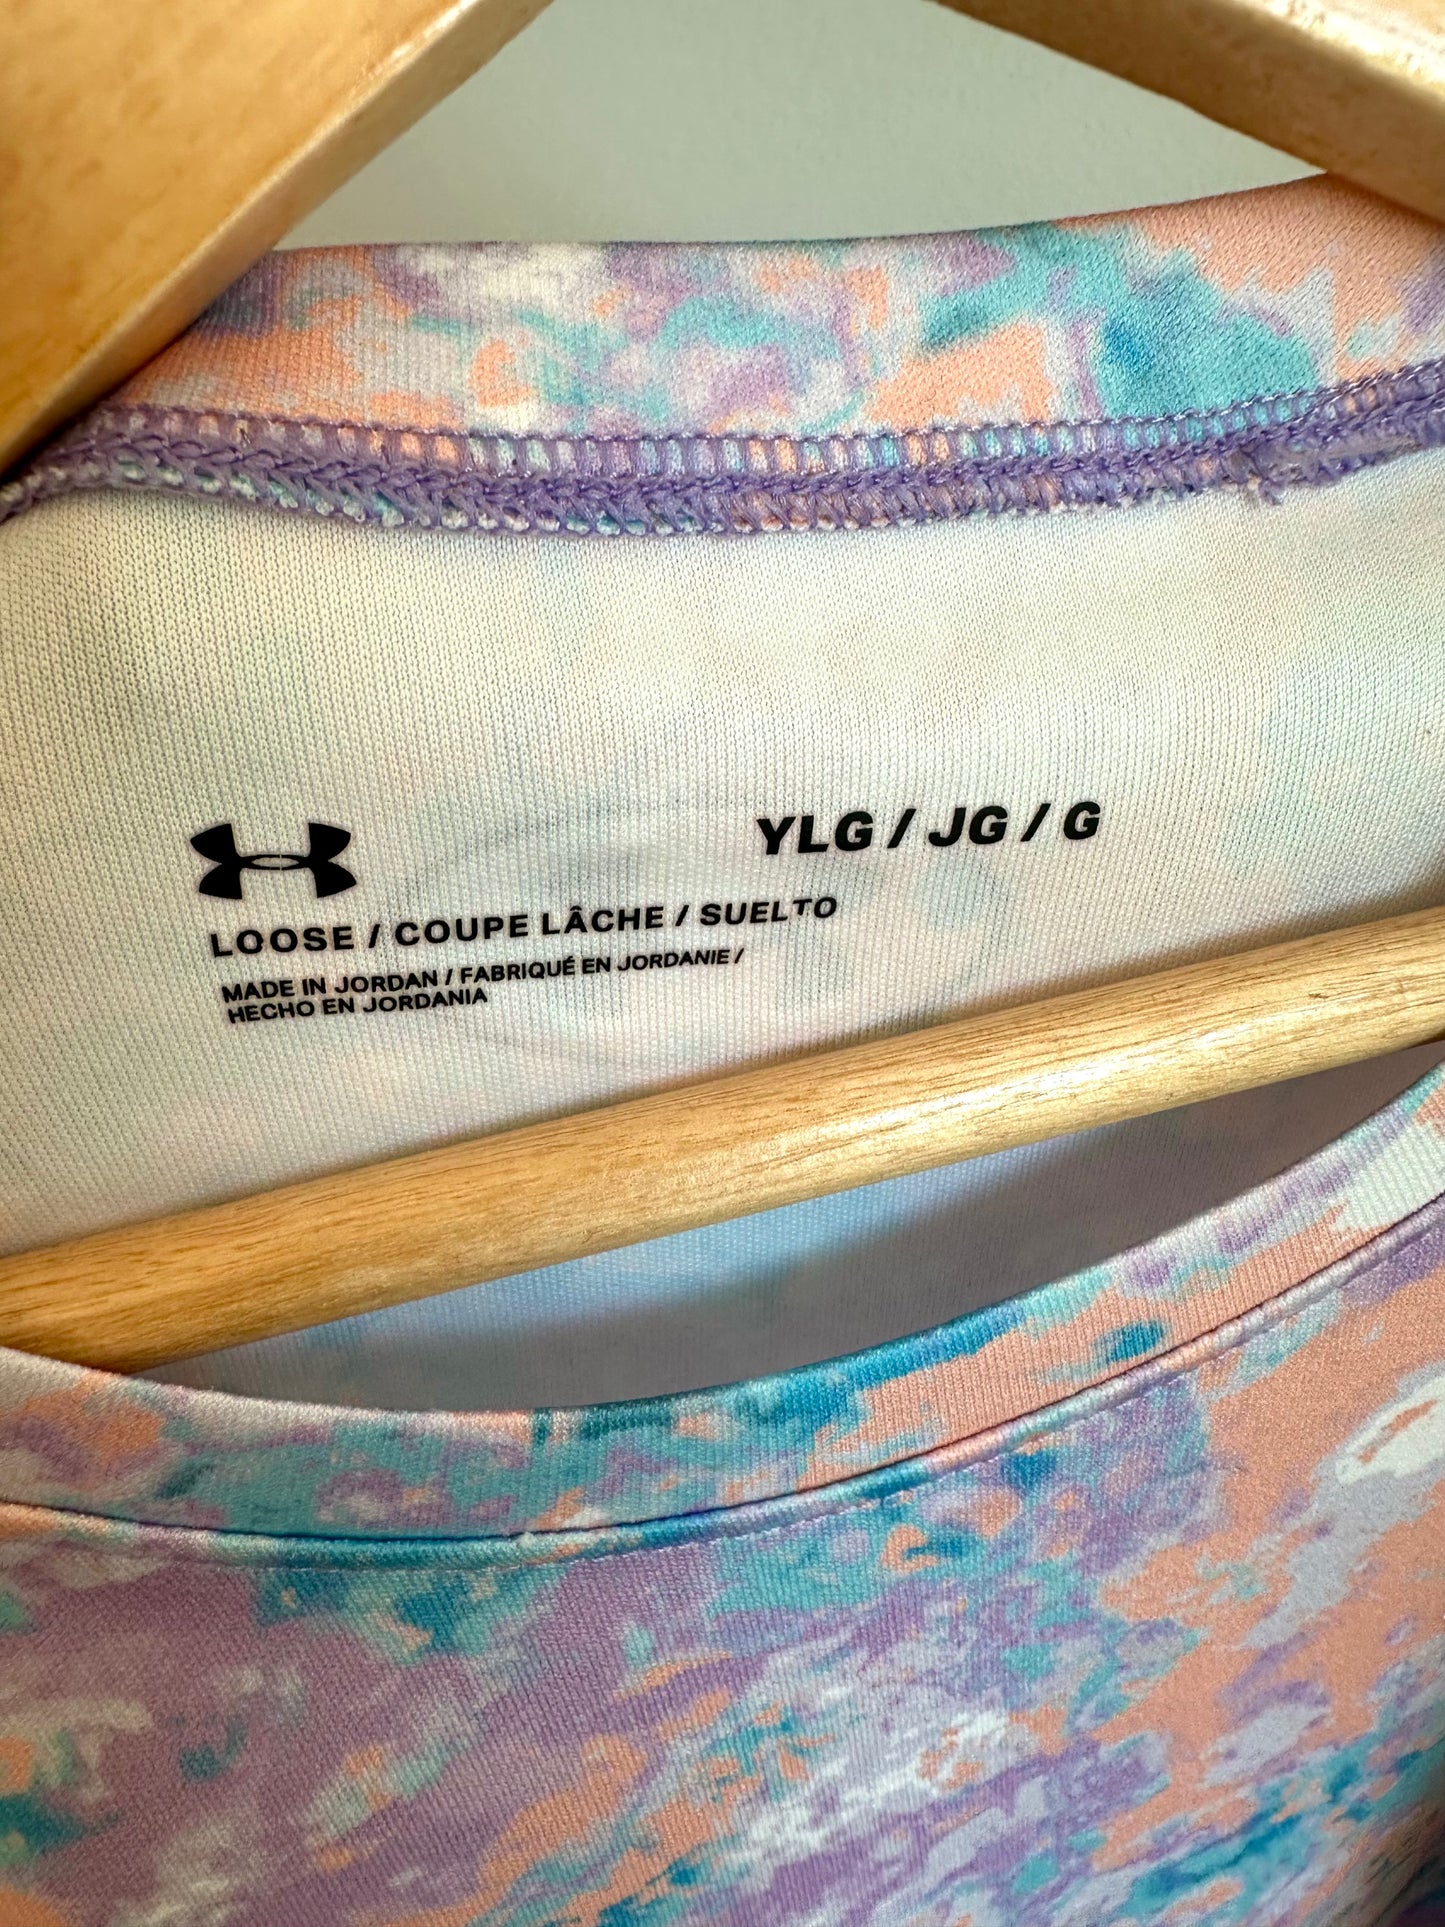 YLG / JG / G
LOOSE / COUPE LÂCHE / SUELTO
MADE IN JORDAN / FABRIQUÉ EN JORDANIE /
HECHO EN JORDANIA